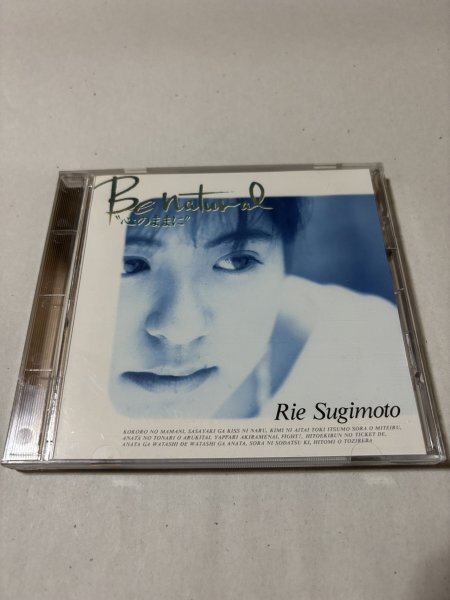 Be natural
"心のままに"
Rie Sugimoto
KOKORO NO MAMANI, SASAYAKI GA KISS NI NARU, KIMI NI AITAI TOKI ITSUMO SORA O MITEIRU,
ANATA NO TONARI O ARUKITAI, YAPPARI AKIRAMENAI, FIGHT!, HITOEKIBUN NO TICKET DE,
ANATA GA WATASHI DE WATASHI GA ANATA, SORA NI SODATSU KI, HITOMI O TOZIREBA